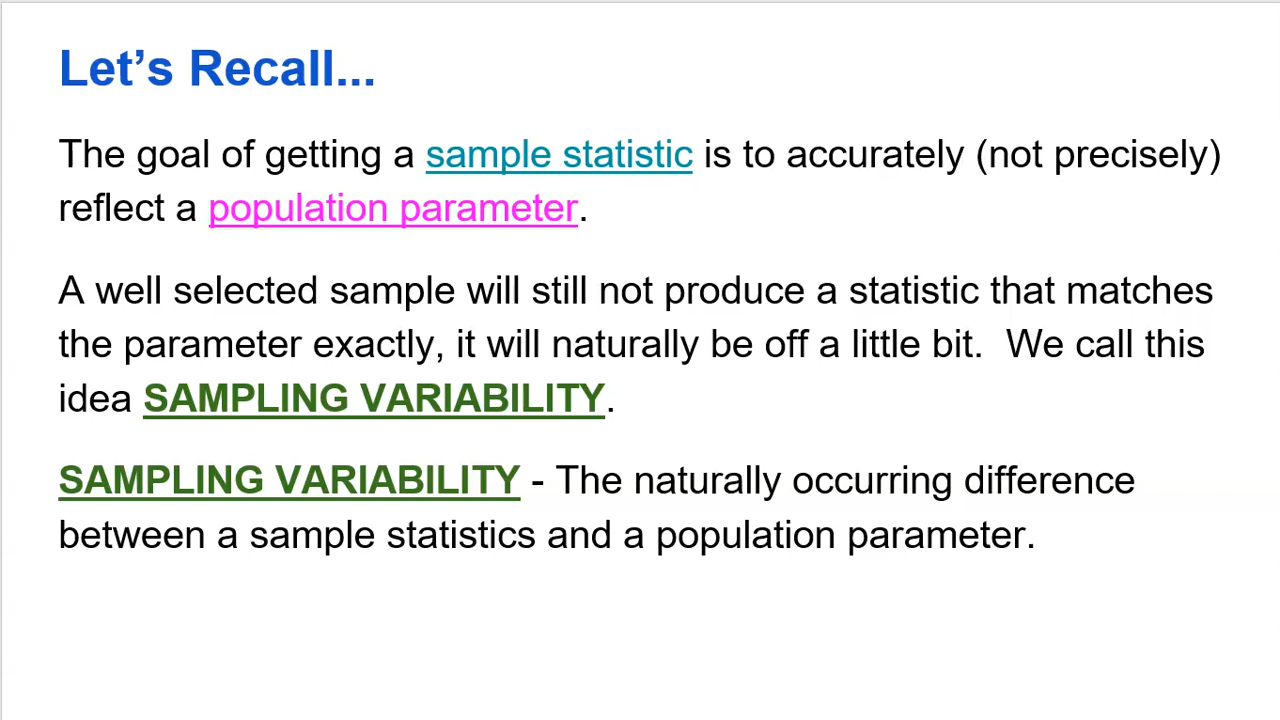 Let’s Recall...
The goal of getting a sample statistic is to accurately (not precisely)
reflect a population parameter.
A well selected sample will still not produce a statistic that matches
the parameter exactly, it will naturally be off a little bit.  We call this
idea SAMPLING VARIABILITY.
SAMPLING VARIABILITY - The naturally occurring difference
between a sample statistics and a population parameter.